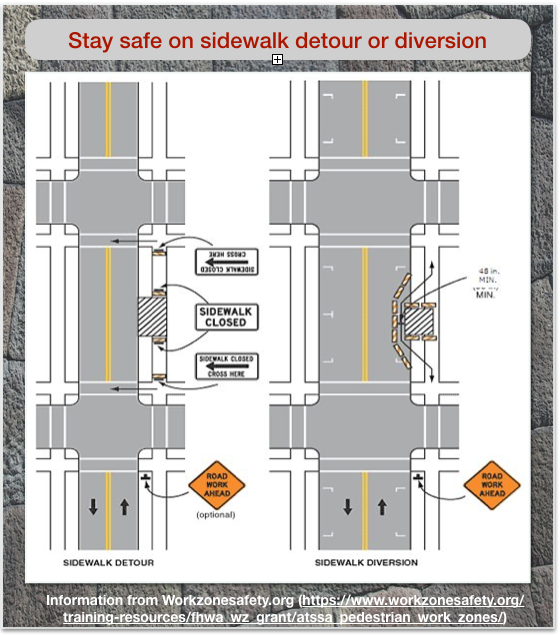 Stay safe on sidewalk detour or diversion
SIDEWALK CLOSED
CROSS HERE
SIDEWALK
CLOSED
SIDEWALK CLOSED
CROSS HERE
ROAD
WORK
AHEAD
(optional)
SIDEWALK DETOUR
48 in.
MIN.
MIN.
ROAD
WORK
AHEAD
SIDEWALK DIVERSION
Information from Workzonesafety.org (https://www.workzonesafety.org/
training-resources/fhwa_wz_grant/atssa_pedestrian_work_zones/)